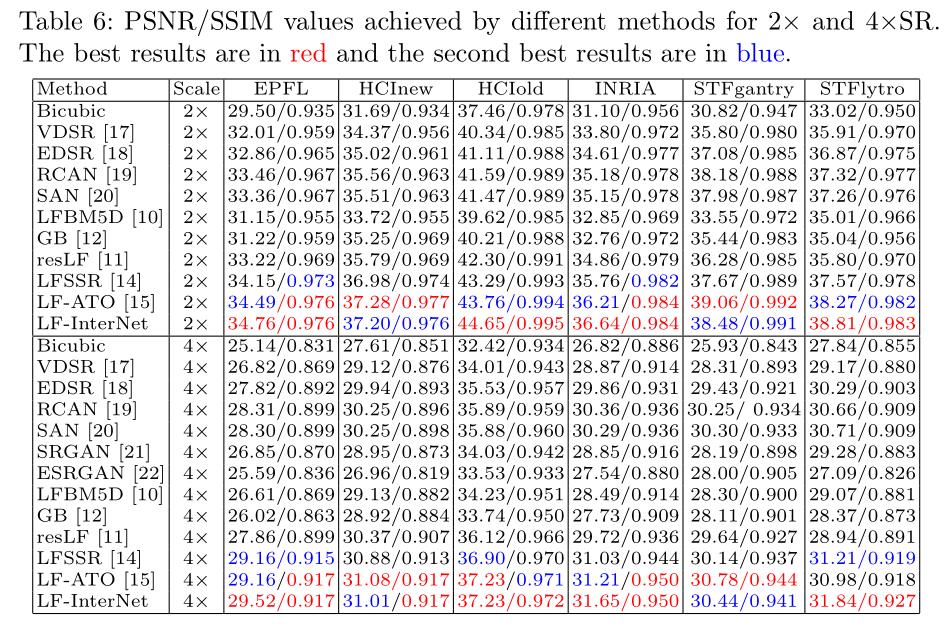 Table 6: PSNR/SSIM values achieved by different methods for 2× and 4×SR.
The best results are in red and the second best results are in blue.
Method Scale EPFL HCInew HCIold INRIA STFgantry STFlytro
Bicubic 2× 29.50/0.935 31.69/0.934 37.46/0.978 31.10/0.956 30.82/0.947 33.02/0.950
VDSR [17] 2× 32.01/0.959 34.37/0.956 40.34/0.985 33.80/0.972 35.80/0.980 35.91/0.970
EDSR [18] 2× 32.86/0.965 35.02/0.961 41.11/0.988 34.61/0.977 37.08/0.985 36.87/0.975
RCAN [19] 2× 33.46/0.967 35.56/0.963 41.59/0.989 35.18/0.978 38.18/0.988 37.32/0.977
SAN [20] 2× 33.36/0.967 35.51/0.963 41.47/0.989 35.15/0.978 37.98/0.987 37.26/0.976
LFBM5D [10] 2× 31.15/0.955 33.72/0.955 39.62/0.985 32.85/0.969 33.55/0.972 35.01/0.966
GB [12] 2× 31.22/0.959 35.25/0.969 40.21/0.988 32.76/0.972 35.44/0.983 35.04/0.956
resLF [11] 2× 33.22/0.969 35.79/0.969 42.30/0.991 34.86/0.979 36.28/0.985 35.80/0.970
LFSSR [14] 2× 34.15/0.973 36.98/0.974 43.29/0.993 35.76/0.982 37.67/0.989 37.57/0.978
LF-ATO [15] 2× 34.49/0.976 37.28/0.977 43.76/0.994 36.21/0.984 39.06/0.992 38.27/0.982
LF-InterNet 2× 34.76/0.976 37.20/0.976 44.65/0.995 36.64/0.984 38.48/0.991 38.81/0.983
Bicubic 4× 25.14/0.831 27.61/0.851 32.42/0.934 26.82/0.886 25.93/0.843 27.84/0.855
VDSR [17] 4× 26.82/0.869 29.12/0.876 34.01/0.943 28.87/0.914 28.31/0.893 29.17/0.880
EDSR [18] 4× 27.82/0.892 29.94/0.893 35.53/0.957 29.86/0.931 29.43/0.921 30.29/0.903
RCAN [19] 4× 28.31/0.899 30.25/0.896 35.89/0.959 30.36/0.936 30.25/ 0.934 30.66/0.909
SAN [20] 4× 28.30/0.899 30.25/0.898 35.88/0.960 30.29/0.936 30.30/0.933 30.71/0.909
SRGAN [21] 4× 26.85/0.870 28.95/0.873 34.03/0.942 28.85/0.916 28.19/0.898 29.28/0.883
ESRGAN [22] 4× 25.59/0.836 26.96/0.819 33.53/0.933 27.54/0.880 28.00/0.905 27.09/0.826
LFBM5D [10] 4× 26.61/0.869 29.13/0.882 34.23/0.951 28.49/0.914 28.30/0.900 29.07/0.881
GB [12] 4× 26.02/0.863 28.92/0.884 33.74/0.950 27.73/0.909 28.11/0.901 28.37/0.873
resLF [11] 4× 27.86/0.899 30.37/0.907 36.12/0.966 29.72/0.936 29.64/0.927 28.94/0.891
LFSSR [14] 4× 29.16/0.915 30.88/0.913 36.90/0.970 31.03/0.944 30.14/0.937 31.21/0.919
LF-ATO [15] 4× 29.16/0.917 31.08/0.917 37.23/0.971 31.21/0.950 30.78/0.944 30.98/0.918
LF-InterNet 4× 29.52/0.917 31.01/0.917 37.23/0.972 31.65/0.950 30.44/0.941 31.84/0.927